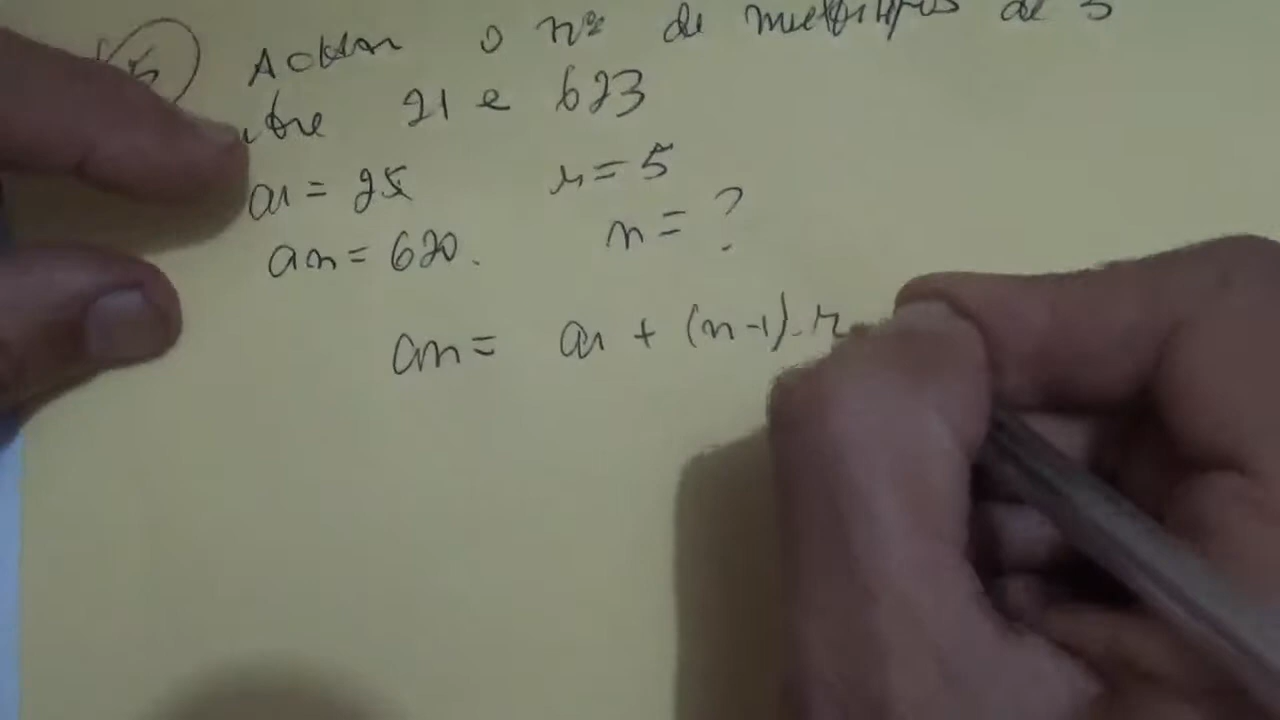 Achar o nº de múltiplos de 5
entre 21 e 623
a1 = 25 r = 5
an = 620. n = ?
an = a1 + (n-1).r